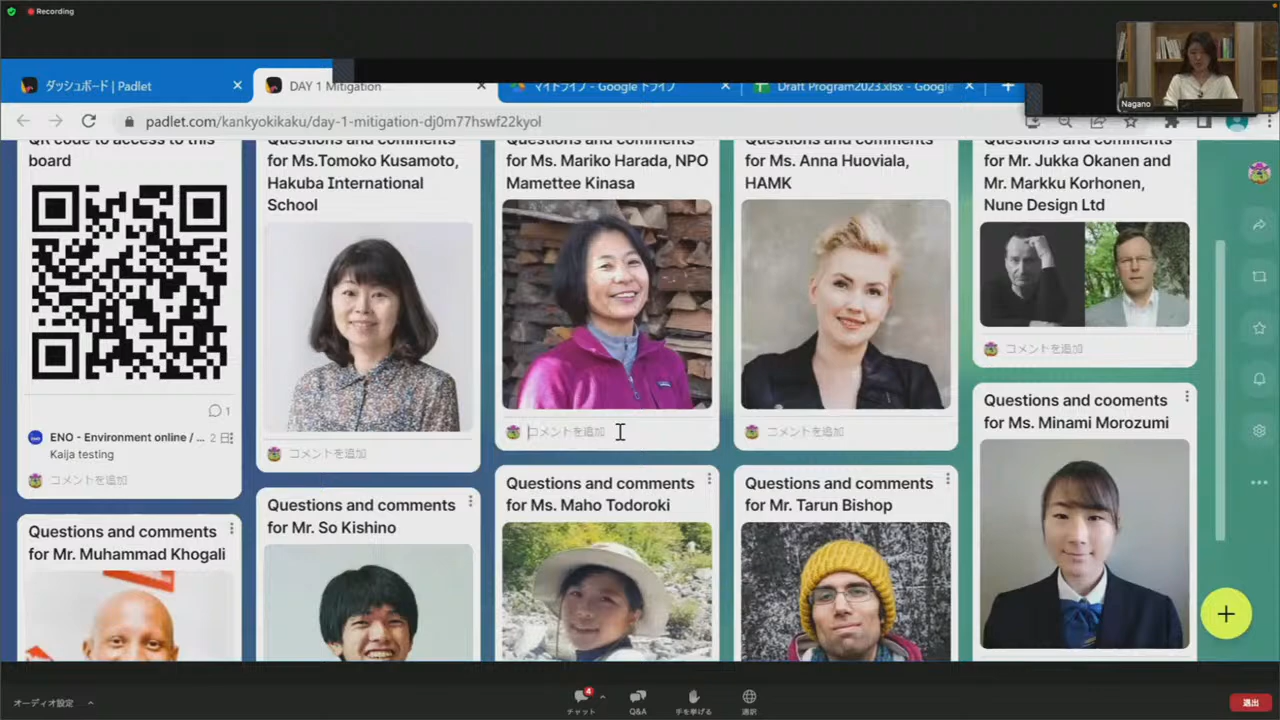 Recording
Nagano
ダッシュボード | Padlet
DAY 1 Mitigation
マイドライブ - Google ドライブ
Draft Program2023.xlsx - Google
padlet.com/kankyokikaku/day-1-mitigation-dj0m77hswf22kyol
QR code to access to this
board
1
ENO - Environment online / ... 2 日
Kaija testing
コメントを追加
Questions and comments
for Mr. Muhammad Khogali
Questions and comments
for Ms.Tomoko Kusamoto,
Hakuba International
School
コメントを追加
Questions and comments
for Mr. So Kishino
Questions and comments
for Ms. Mariko Harada, NPO
Mamettee Kinasa
コメントを追加
Questions and comments
for Ms. Maho Todoroki
Questions and comments
for Ms. Anna Huoviala,
HAMK
コメントを追加
Questions and comments
for Mr. Tarun Bishop
for Mr. Jukka Okanen and
Mr. Markku Korhonen,
Nune Design Ltd
コメントを追加
Questions and cooments
for Ms. Minami Morozumi
オーディオ設定
4
チャット
Q&A
手を挙げる
通訳
退出